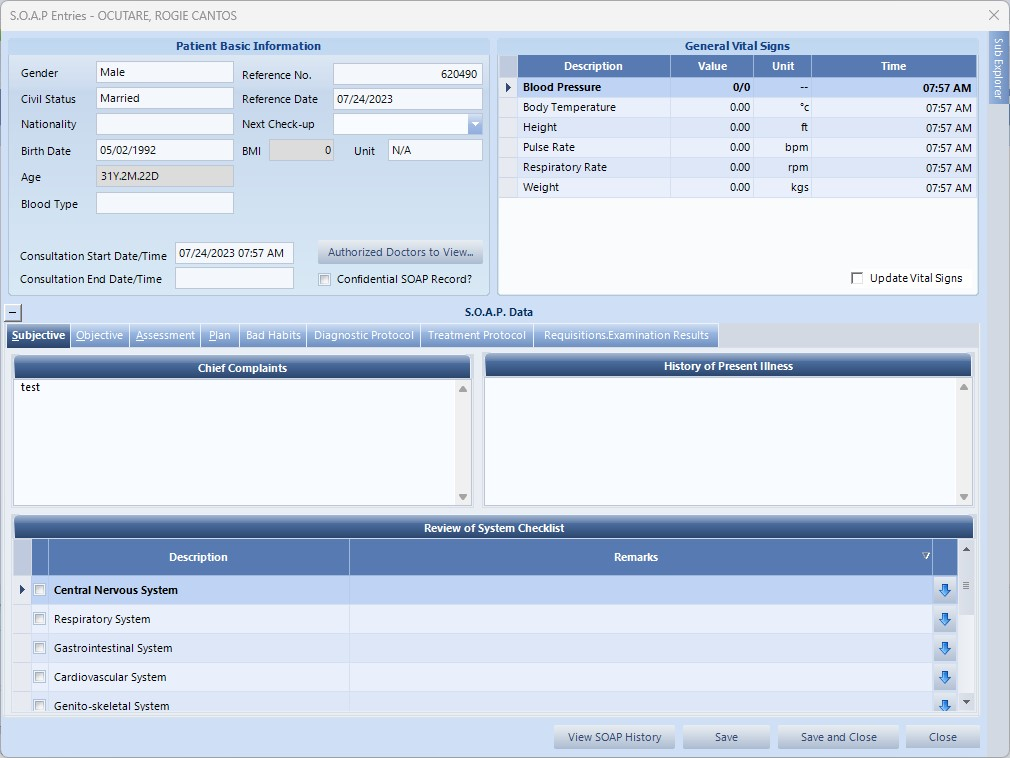 S.O.A.P Entries - OCUTARE, ROGIE CANTOS
Sub Explorer
Patient Basic Information
Gender Male Reference No. 620490
Civil Status Married Reference Date 07/24/2023
Nationality Next Check-up
Birth Date 05/02/1992 BMI 0 Unit N/A
Age 31Y.2M.22D
Blood Type
Consultation Start Date/Time 07/24/2023 07:57 AM Authorized Doctors to View...
Consultation End Date/Time Confidential SOAP Record?
General Vital Signs
Description Value Unit Time
Blood Pressure 0/0 -- 07:57 AM
Body Temperature 0.00 °c 07:57 AM
Height 0.00 ft 07:57 AM
Pulse Rate 0.00 bpm 07:57 AM
Respiratory Rate 0.00 rpm 07:57 AM
Weight 0.00 kgs 07:57 AM
Update Vital Signs
S.O.A.P. Data
Subjective Objective Assessment Plan Bad Habits Diagnostic Protocol Treatment Protocol Requisitions.Examination Results
Chief Complaints
test
History of Present Illness
Review of System Checklist
Description Remarks
Central Nervous System
Respiratory System
Gastrointestinal System
Cardiovascular System
Genito-skeletal System
View SOAP History Save Save and Close Close